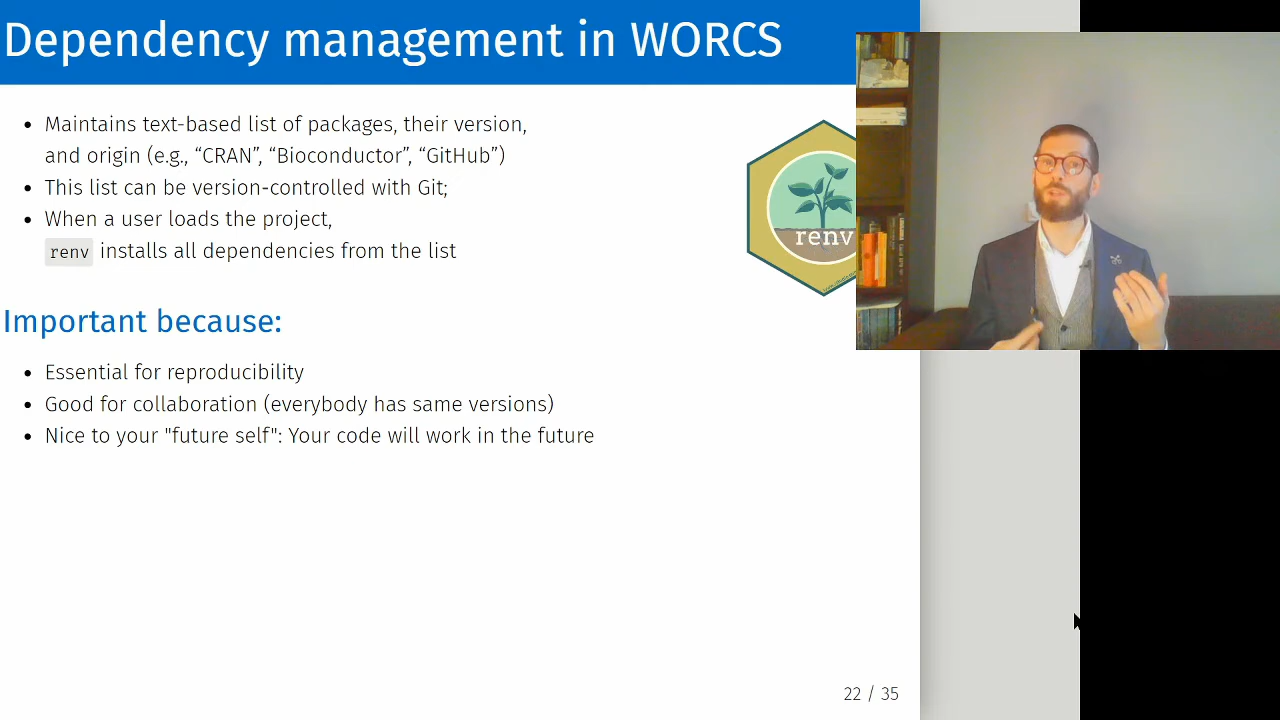 Dependency management in WORCS
• Maintains text-based list of packages, their version,
and origin (e.g., “CRAN”, “Bioconductor”, “GitHub”)
• This list can be version-controlled with Git;
• When a user loads the project,
renv installs all dependencies from the list
renv
Important because:
• Essential for reproducibility
• Good for collaboration (everybody has same versions)
• Nice to your "future self": Your code will work in the future
22 / 35